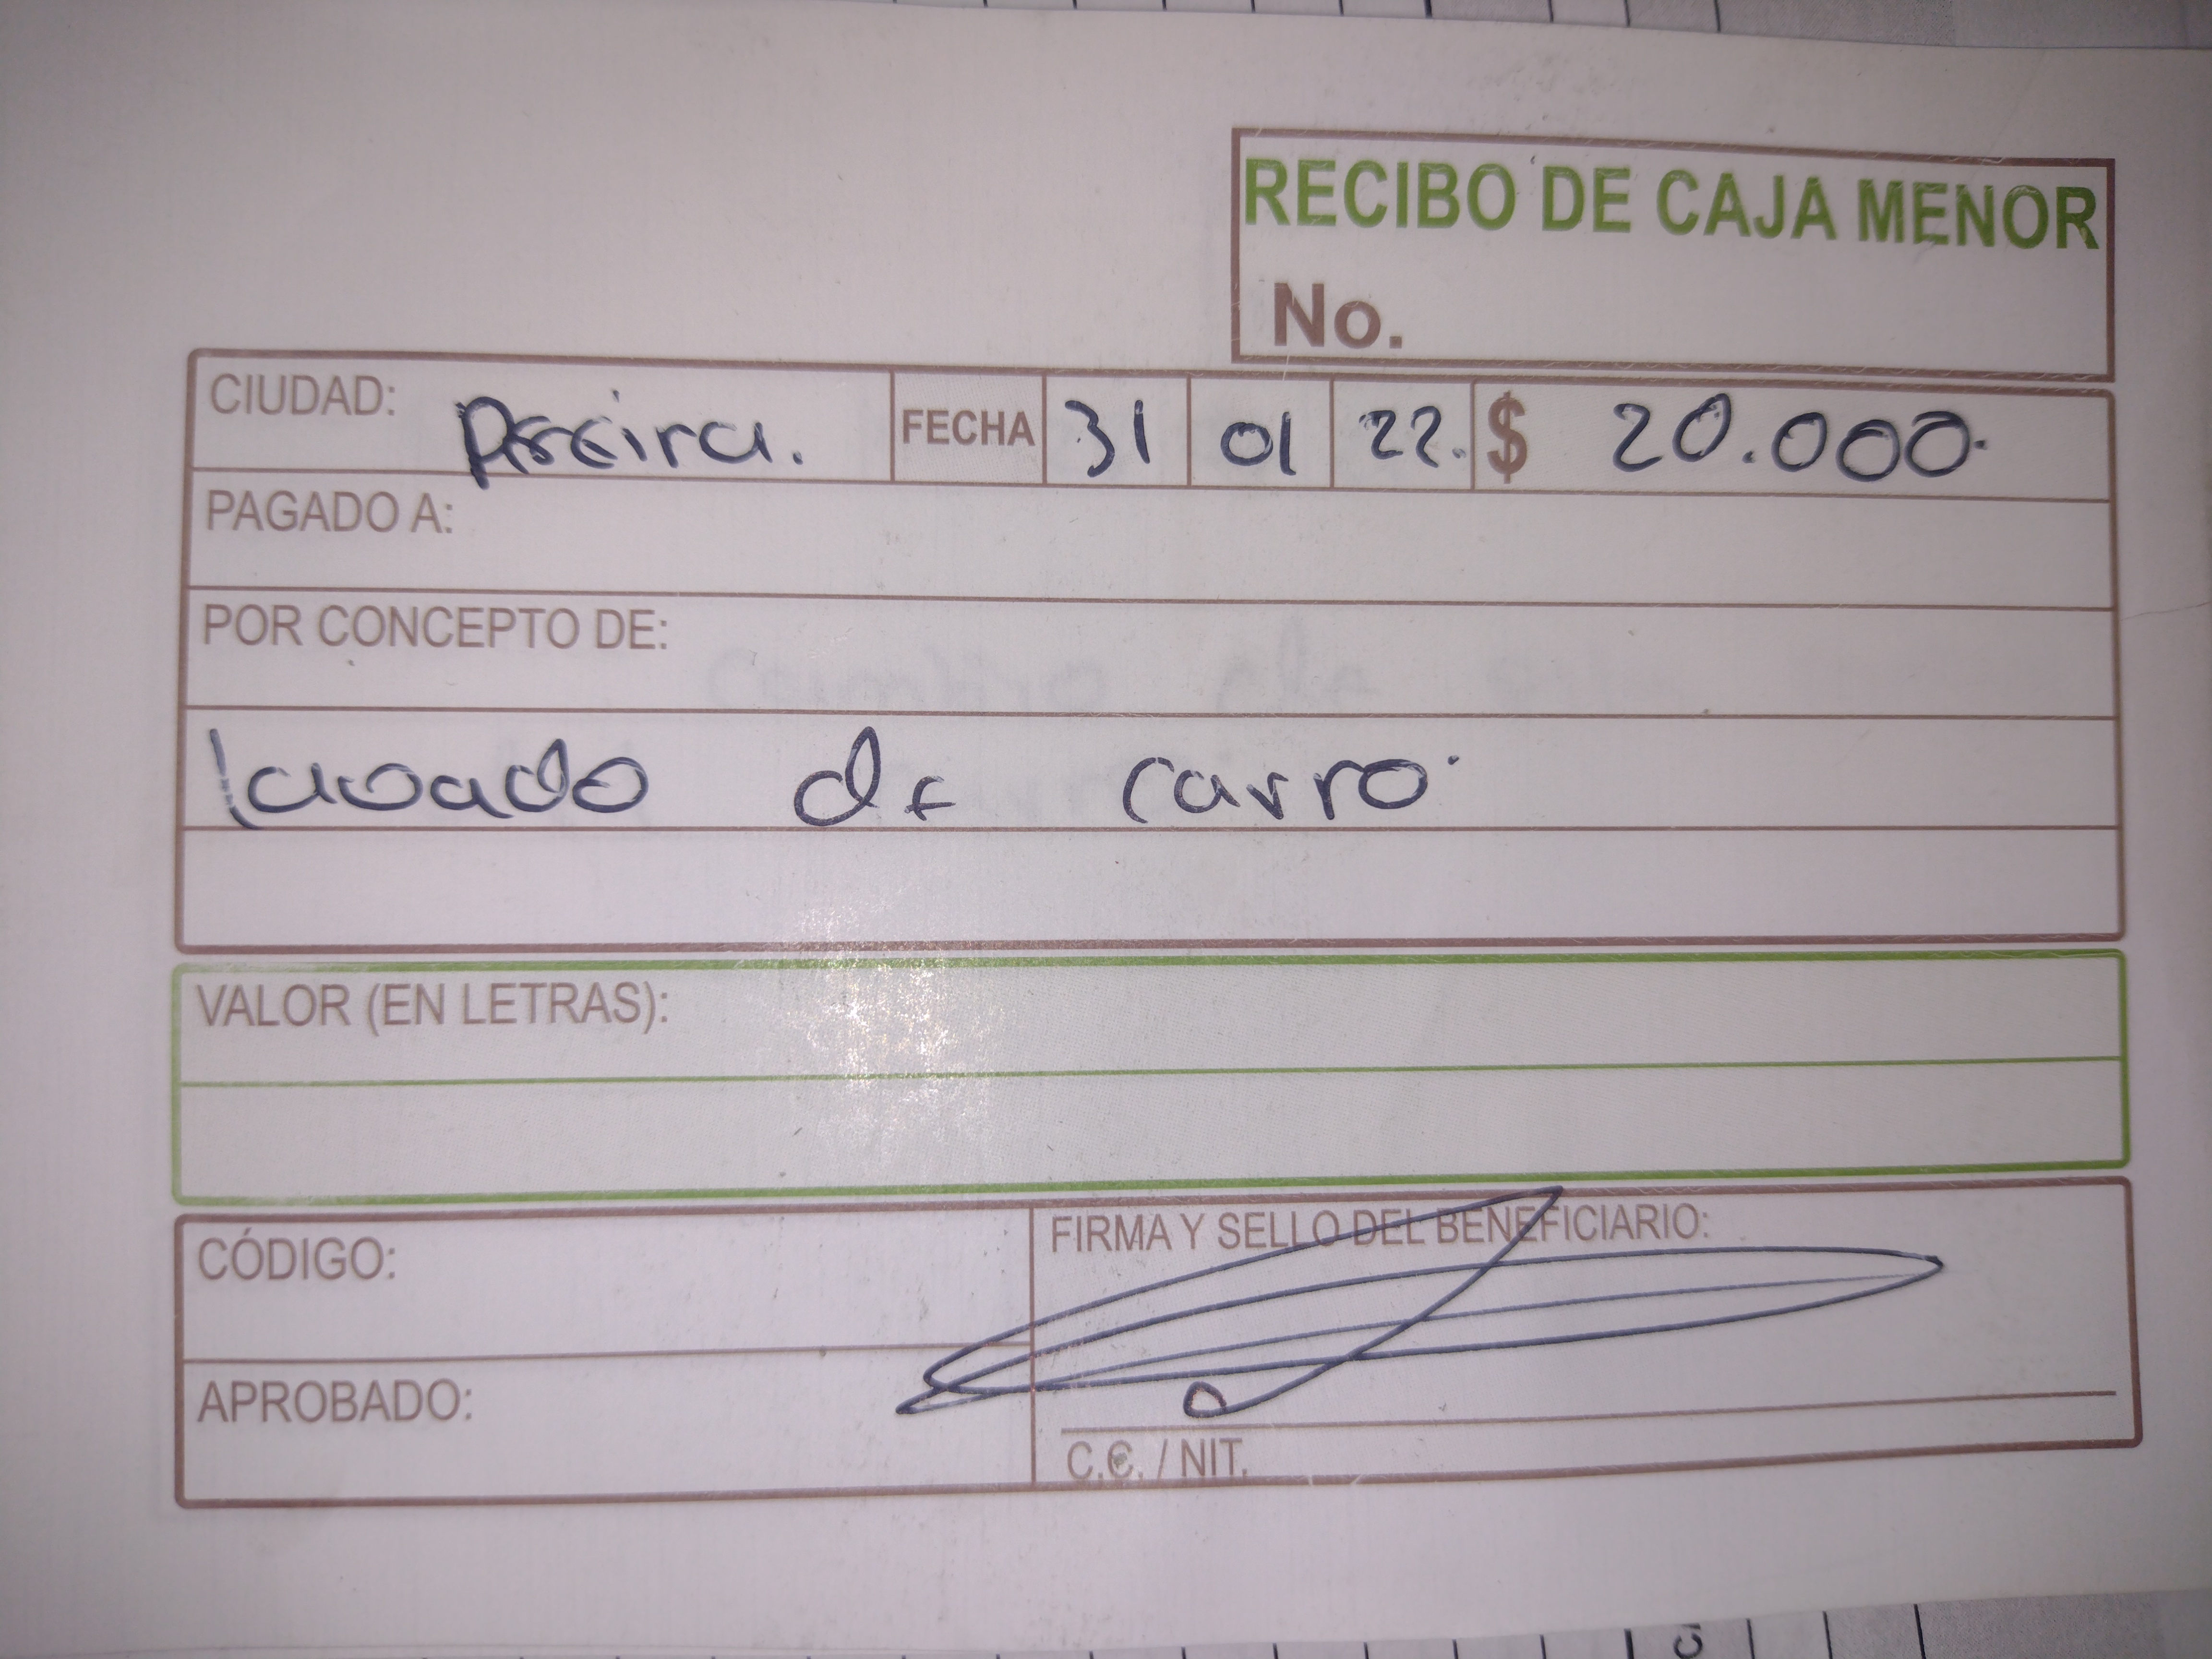 RECIBO DE CAJA MENOR
No.
CIUDAD: Pereira. FECHA 31 01 22. $ 20.000.
PAGADO A:
POR CONCEPTO DE:
lavado de carro.
VALOR (EN LETRAS):
CÓDIGO:
FIRMA Y SELLO DEL BENEFICIARIO:
APROBADO:
C.C. / NIT.